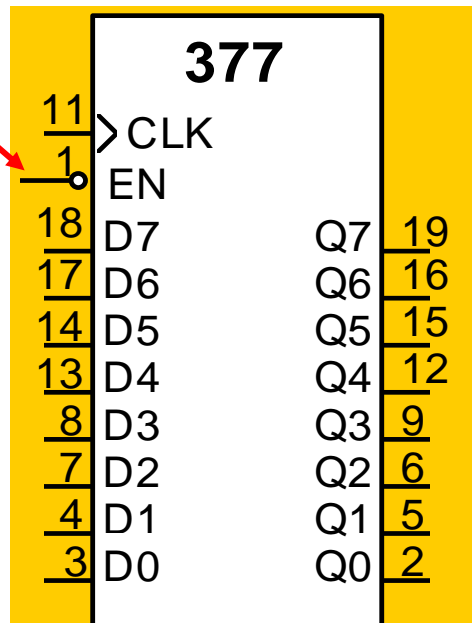 377
11 CLK
1 EN
18 D7 Q7 19
17 D6 Q6 16
14 D5 Q5 15
13 D4 Q4 12
8 D3 Q3 9
7 D2 Q2 6
4 D1 Q1 5
3 D0 Q0 2